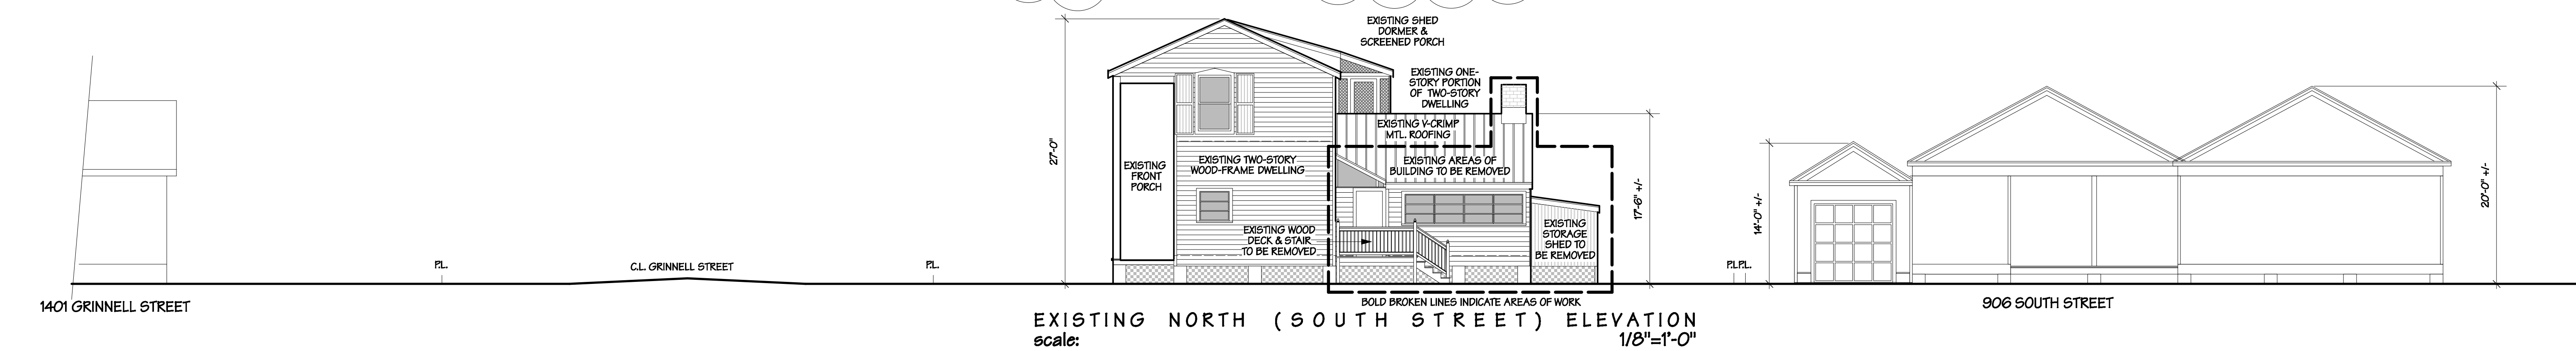 EXISTING SHED
DORMER &
SCREENED PORCH
EXISTING ONE-
STORY PORTION
OF TWO-STORY
DWELLING
EXISTING V-CRIMP
MTL. ROOFING
27'-0"
EXISTING
FRONT
PORCH
EXISTING TWO-STORY
WOOD-FRAME DWELLING
EXISTING AREAS OF
BUILDING TO BE REMOVED
EXISTING WOOD
DECK & STAIR
TO BE REMOVED
EXISTING
STORAGE
SHED TO
BE REMOVED
17'-6" +/-
14'-0" +/-
20'-0" +/-
P.L.
C.L. GRINNELL STREET
P.L.
P.L.
P.L.
1401 GRINNELL STREET
BOLD BROKEN LINES INDICATE AREAS OF WORK
906 SOUTH STREET
EXISTING NORTH (SOUTH STREET) ELEVATION
scale: 1/8"=1'-0"